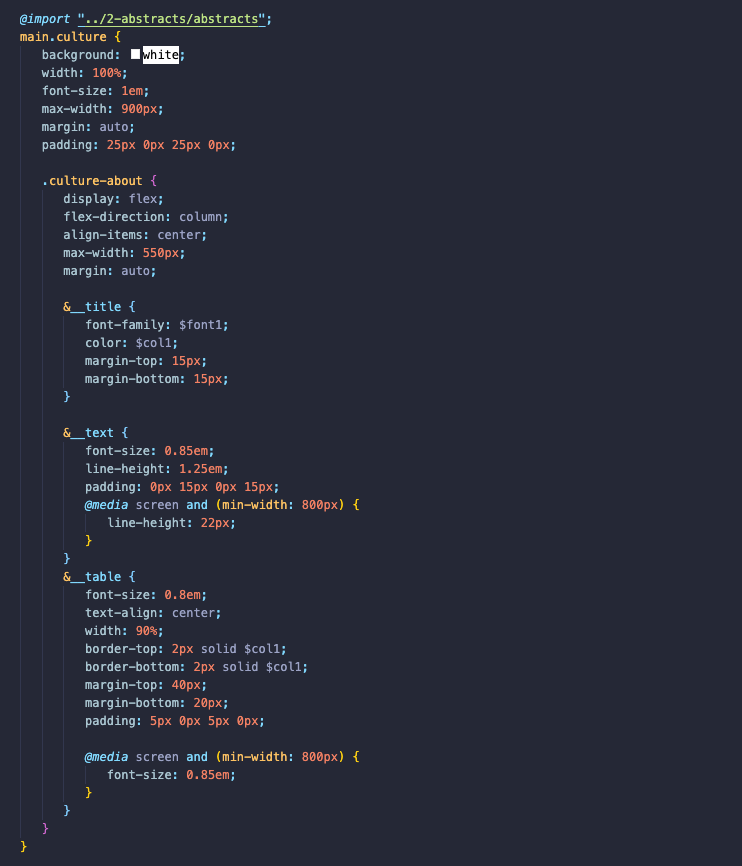 @import "../2-abstracts/abstracts";
main.culture {
background: white;
width: 100%;
font-size: 1em;
max-width: 900px;
margin: auto;
padding: 25px 0px 25px 0px;
.culture-about {
display: flex;
flex-direction: column;
align-items: center;
max-width: 550px;
margin: auto;
&__title {
font-family: $font1;
color: $col1;
margin-top: 15px;
margin-bottom: 15px;
}
&__text {
font-size: 0.85em;
line-height: 1.25em;
padding: 0px 15px 0px 15px;
@media screen and (min-width: 800px) {
line-height: 22px;
}
}
&__table {
font-size: 0.8em;
text-align: center;
width: 90%;
border-top: 2px solid $col1;
border-bottom: 2px solid $col1;
margin-top: 40px;
margin-bottom: 20px;
padding: 5px 0px 5px 0px;
@media screen and (min-width: 800px) {
font-size: 0.85em;
}
}
}
}